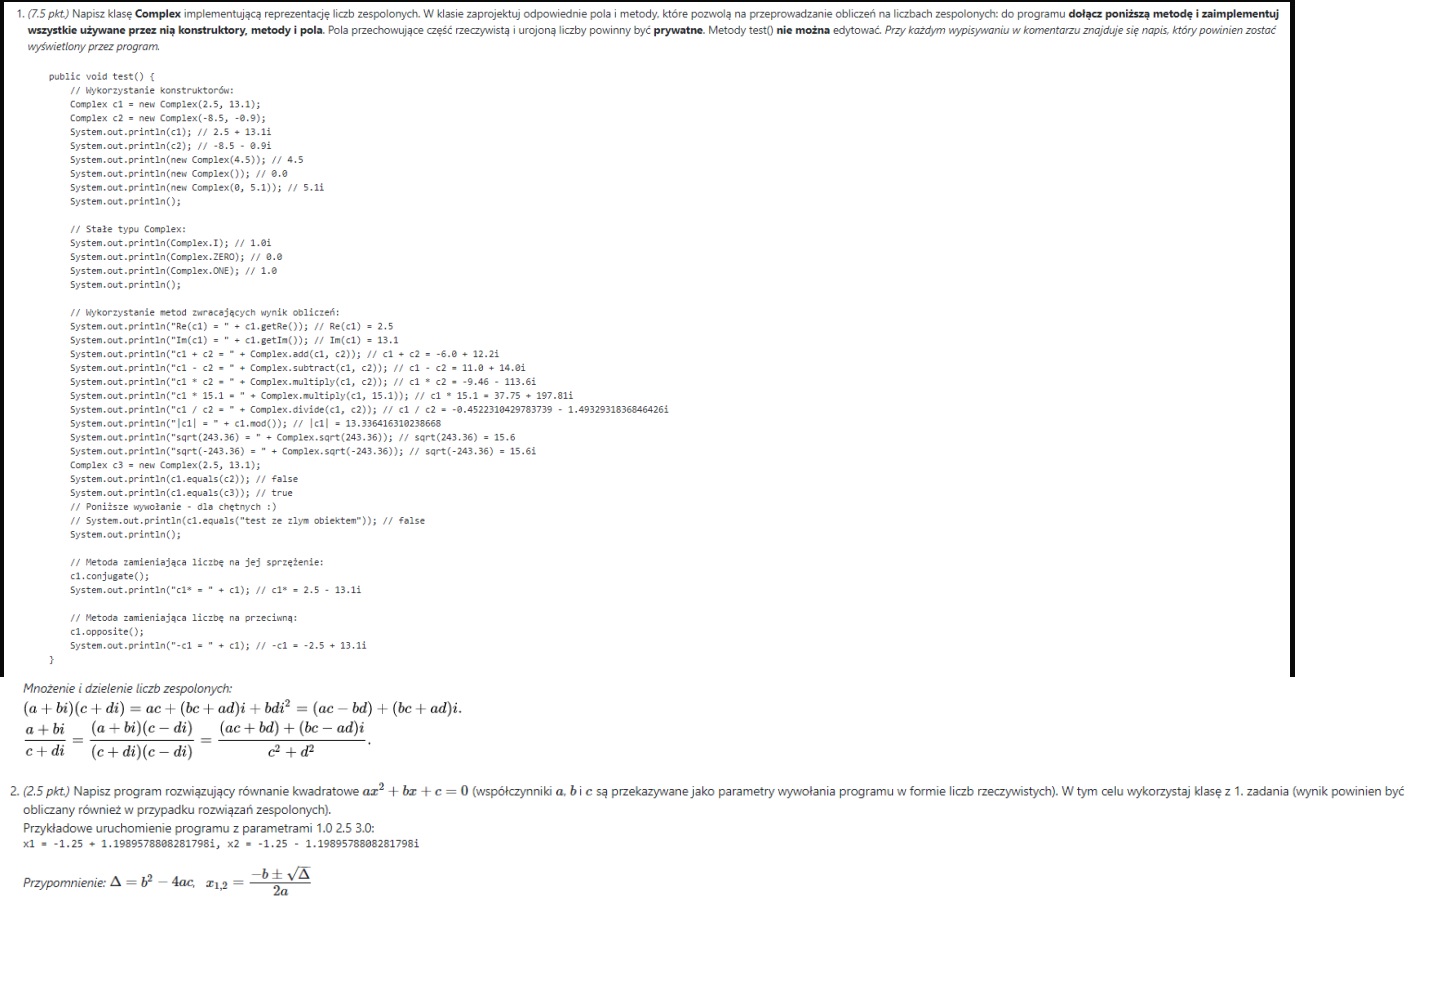 1. (7.5 pkt.) Napisz klasę Complex implementującą reprezentację liczb zespolonych. W klasie zaprojektuj odpowiednie pola i metody, które pozwolą na przeprowadzanie obliczeń na liczbach zespolonych: do programu dołącz poniższą metodę i zaimplementuj
wszystkie używane przez nią konstruktory, metody i pola. Pola przechowujące część rzeczywistą i urojoną liczby powinny być prywatne. Metody test() nie można edytować. Przy każdym wypisywaniu w komentarzu znajduje się napis, który powinien zostać
wyświetlony przez program.
public void test() {
// Wykorzystanie konstruktorów:
Complex c1 = new Complex(2.5, 13.1);
Complex c2 = new Complex(-8.5, -0.9);
System.out.println(c1); // 2.5 + 13.1i
System.out.println(c2); // -8.5 - 0.9i
System.out.println(new Complex(4.5)); // 4.5
System.out.println(new Complex()); // 0.0
System.out.println(new Complex(0, 5.1)); // 5.1i
System.out.println();
// Stałe typu Complex:
System.out.println(Complex.I); // 1.0i
System.out.println(Complex.ZERO); // 0.0
System.out.println(Complex.ONE); // 1.0
System.out.println();
// Wykorzystanie metod zwracających wynik obliczeń:
System.out.println("Re(c1) = " + c1.getRe()); // Re(c1) = 2.5
System.out.println("Im(c1) = " + c1.getIm()); // Im(c1) = 13.1
System.out.println("c1 + c2 = " + Complex.add(c1, c2)); // c1 + c2 = -6.0 + 12.2i
System.out.println("c1 - c2 = " + Complex.subtract(c1, c2)); // c1 - c2 = 11.0 + 14.0i
System.out.println("c1 * c2 = " + Complex.multiply(c1, c2)); // c1 * c2 = -9.46 - 113.6i
System.out.println("c1 * 15.1 = " + Complex.multiply(c1, 15.1)); // c1 * 15.1 = 37.75 + 197.81i
System.out.println("c1 / c2 = " + Complex.divide(c1, c2)); // c1 / c2 = -0.4522310429783739 - 1.4932931836846426i
System.out.println("|c1| = " + c1.mod()); // |c1| = 13.336416310238668
System.out.println("sqrt(243.36) = " + Complex.sqrt(243.36)); // sqrt(243.36) = 15.6
System.out.println("sqrt(-243.36) = " + Complex.sqrt(-243.36)); // sqrt(-243.36) = 15.6i
Complex c3 = new Complex(2.5, 13.1);
System.out.println(c1.equals(c2)); // false
System.out.println(c1.equals(c3)); // true
// Poniższe wywołanie - dla chętnych :)
// System.out.println(c1.equals("test ze zlym obiektem")); // false
System.out.println();
// Metoda zamieniająca liczbę na jej sprzężenie:
c1.conjugate();
System.out.println("c1* = " + c1); // c1* = 2.5 - 13.1i
// Metoda zamieniająca liczbę na przeciwną:
c1.opposite();
System.out.println("-c1 = " + c1); // -c1 = -2.5 + 13.1i
}
Mnożenie i dzielenie liczb zespolonych:
(a + bi)(c + di) = ac + (bc + ad)i + bdi² = (ac − bd) + (bc + ad)i.
a + bi (a + bi)(c − di) (ac + bd) + (bc − ad)i
= = .
c + di (c + di)(c − di) c² + d²
2. (2.5 pkt.) Napisz program rozwiązujący równanie kwadratowe ax² + bx + c = 0 (współczynniki a, b i c są przekazywane jako parametry wywołania programu w formie liczb rzeczywistych). W tym celu wykorzystaj klasę z 1. zadania (wynik powinien być
obliczany również w przypadku rozwiązań zespolonych).
Przykładowe uruchomienie programu z parametrami 1.0 2.5 3.0:
x1 = -1.25 + 1.1989578808281798i, x2 = -1.25 - 1.1989578808281798i
Przypomnienie: Δ = b² − 4ac, x₁,₂ = −b ± √Δ
2a